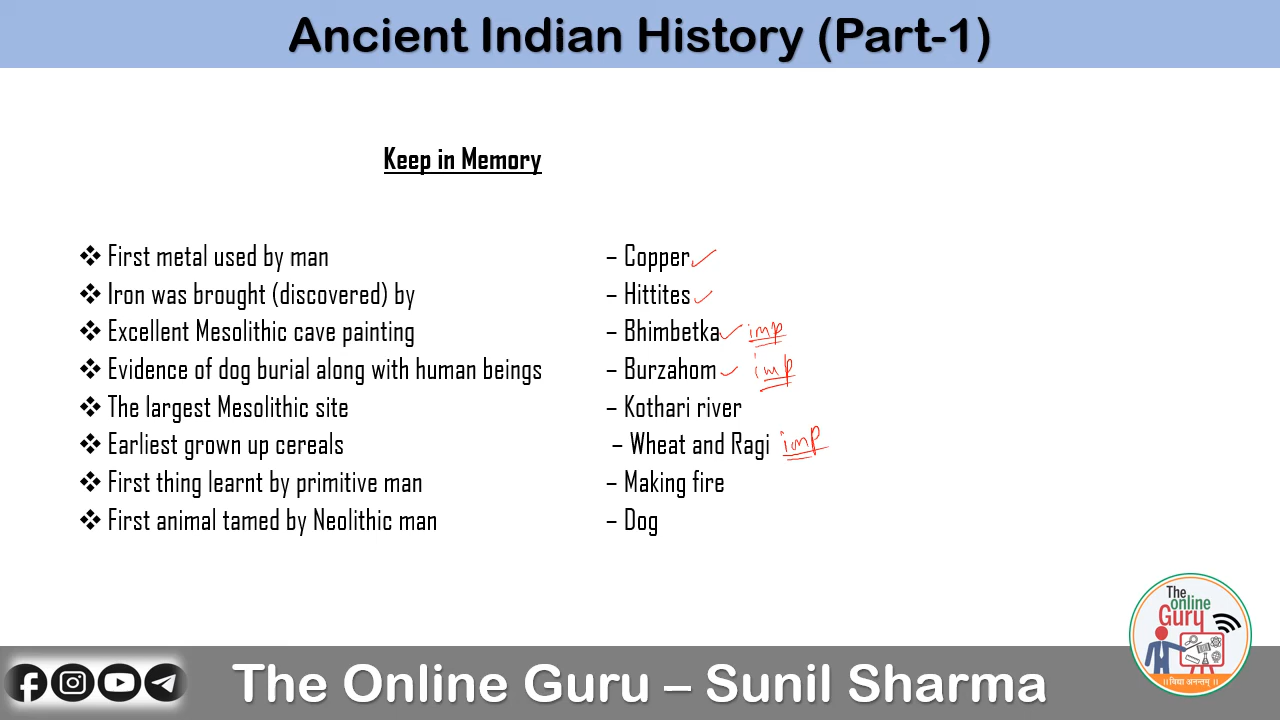 Ancient Indian History (Part-1)
Keep in Memory
❖ First metal used by man – Copper ✓
❖ Iron was brought (discovered) by – Hittites ✓
❖ Excellent Mesolithic cave painting – Bhimbetka ✓ imp
❖ Evidence of dog burial along with human beings – Burzahom ✓ imp
❖ The largest Mesolithic site – Kothari river
❖ Earliest grown up cereals – Wheat and Ragi imp
❖ First thing learnt by primitive man – Making fire
❖ First animal tamed by Neolithic man – Dog
The
online
Guru
।। विद्या अनन्तम् ।।
The Online Guru – Sunil Sharma